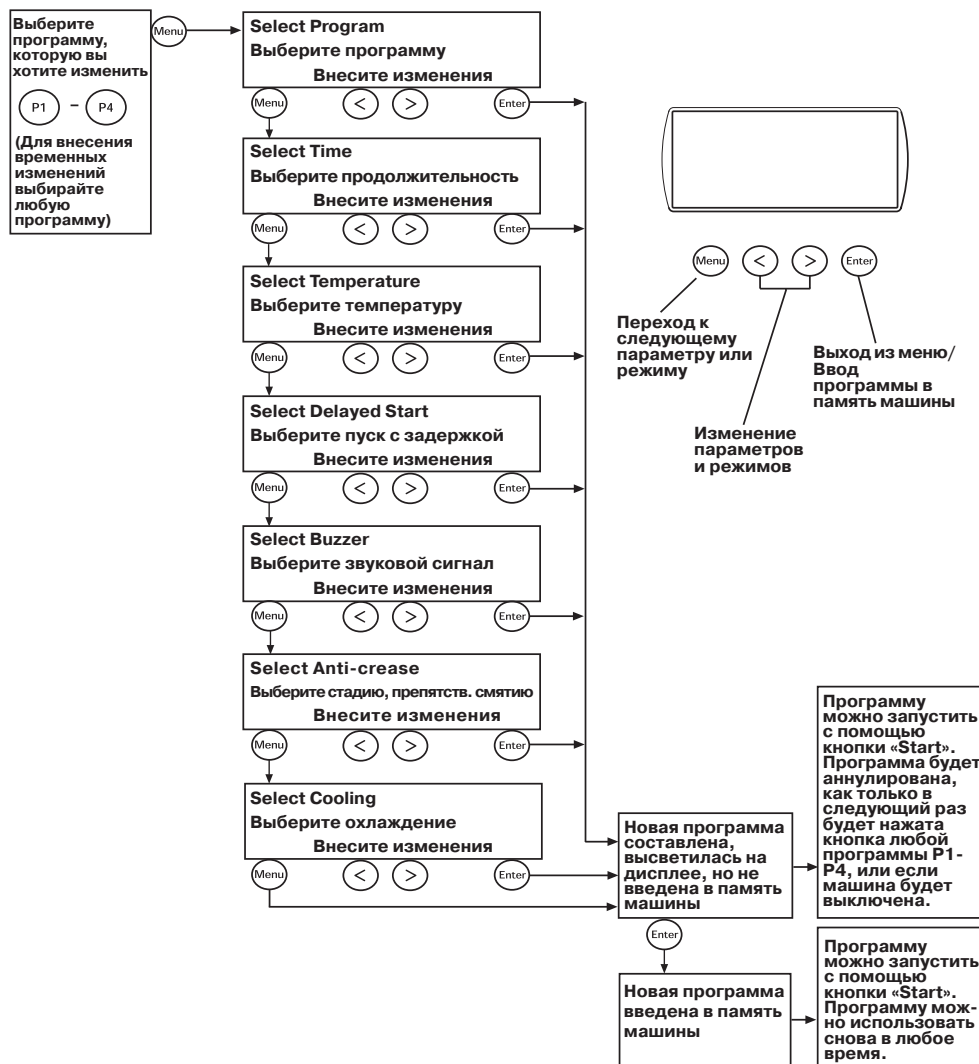 Выберите
программу,
которую вы
хотите изменить
P1 – P4
(Для внесения
временных
изменений
выбирайте
любую
программу)
Menu
Select Program
Выберите программу
Внесите изменения
Menu < > Enter
Select Time
Выберите продолжительность
Внесите изменения
Menu < > Enter
Select Temperature
Выберите температуру
Внесите изменения
Menu < > Enter
Select Delayed Start
Выберите пуск с задержкой
Внесите изменения
Menu < > Enter
Select Buzzer
Выберите звуковой сигнал
Внесите изменения
Menu < > Enter
Select Anti-crease
Выберите стадию, препятств. смятию
Внесите изменения
Menu < > Enter
Select Cooling
Выберите охлаждение
Внесите изменения
Menu < > Enter
Menu < > Enter
Переход к
следующему
параметру или
режиму
Изменение
параметров
и режимов
Выход из меню/
Ввод
программы в
память машины
Новая программа
составлена,
высветилась на
дисплее, но не
введена в память
машины
Программу
можно запустить
с помощью
кнопки «Start».
Программа будет
аннулирована,
как только в
следующий раз
будет нажата
кнопка любой
программы P1-
P4, или если
машина будет
выключена.
Enter
Новая программа
введена в память
машины
Программу
можно запустить
с помощью
кнопки «Start».
Программу мож-
но использовать
снова в любое
время.